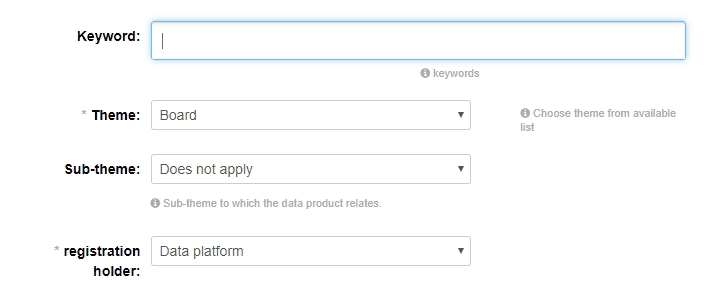 Keyword:
keywords
* Theme: Board Choose theme from available
list
Sub-theme: Does not apply
Sub-theme to which the data product relates.
* registration Data platform
holder: